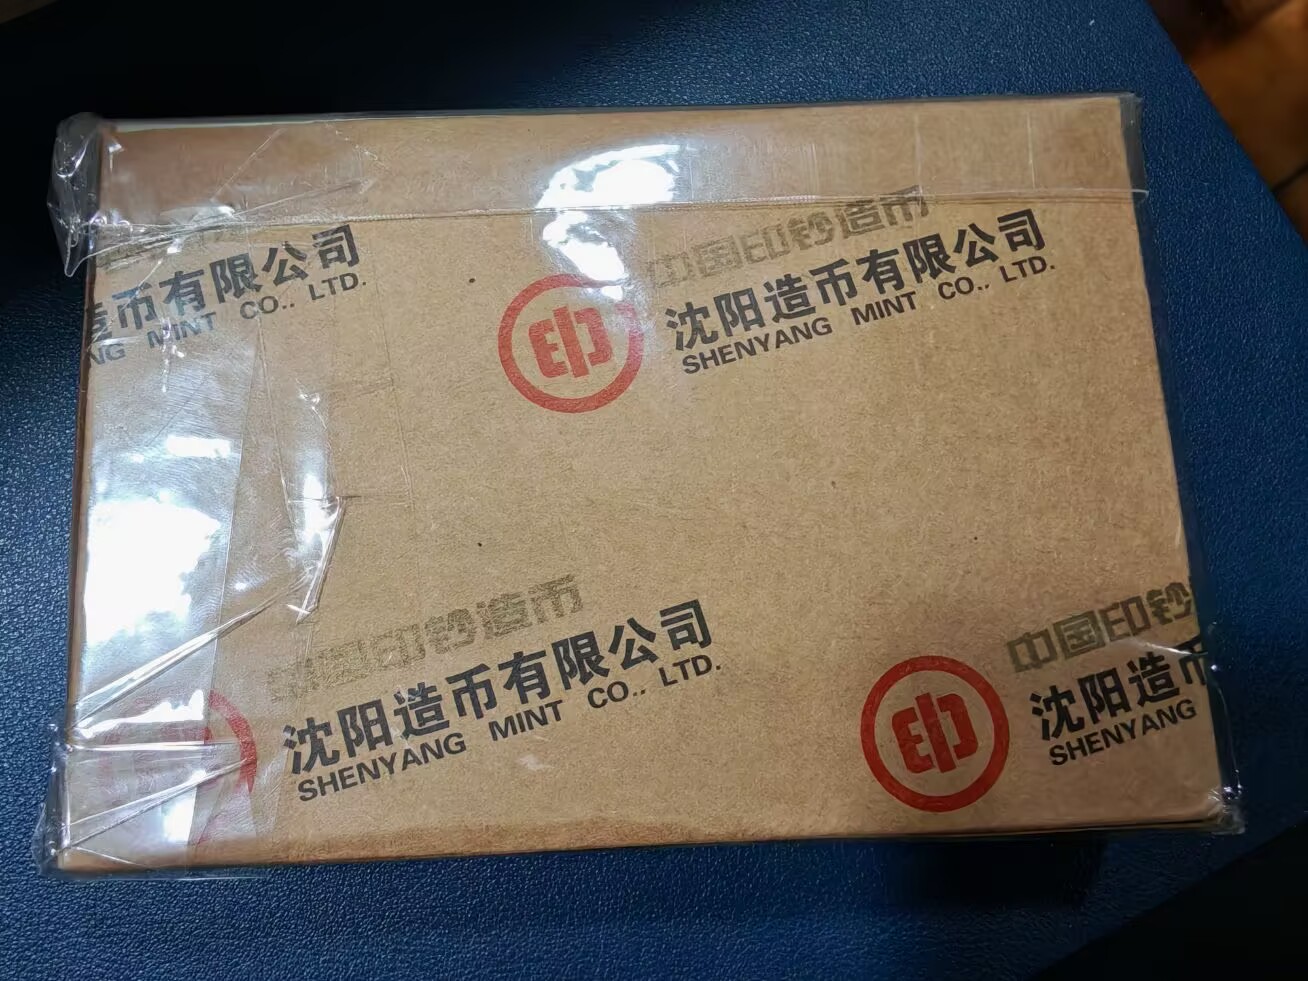 造币有限公司
NG MINT CO., LTD.
中国印钞造币
沈阳造币有限公司
SHENYANG MINT CO., LTD.
中国印钞造币
沈阳造币有限公司
SHENYANG MINT CO., LTD.
中国印钞
沈阳造币
SHENYANG